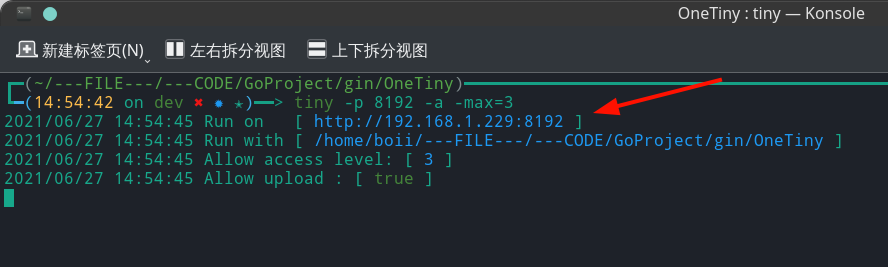 OneTiny : tiny — Konsole
新建标签页(N) 左右拆分视图 上下拆分视图
(~/---FILE---/---CODE/GoProject/gin/OneTiny)
(14:54:42 on dev ✖ ✹ ★)──> tiny -p 8192 -a -max=3
2021/06/27 14:54:45 Run on   [ http://192.168.1.229:8192 ]
2021/06/27 14:54:45 Run with [ /home/boii/---FILE---/---CODE/GoProject/gin/OneTiny ]
2021/06/27 14:54:45 Allow access level: [ 3 ]
2021/06/27 14:54:45 Allow upload : [ true ]